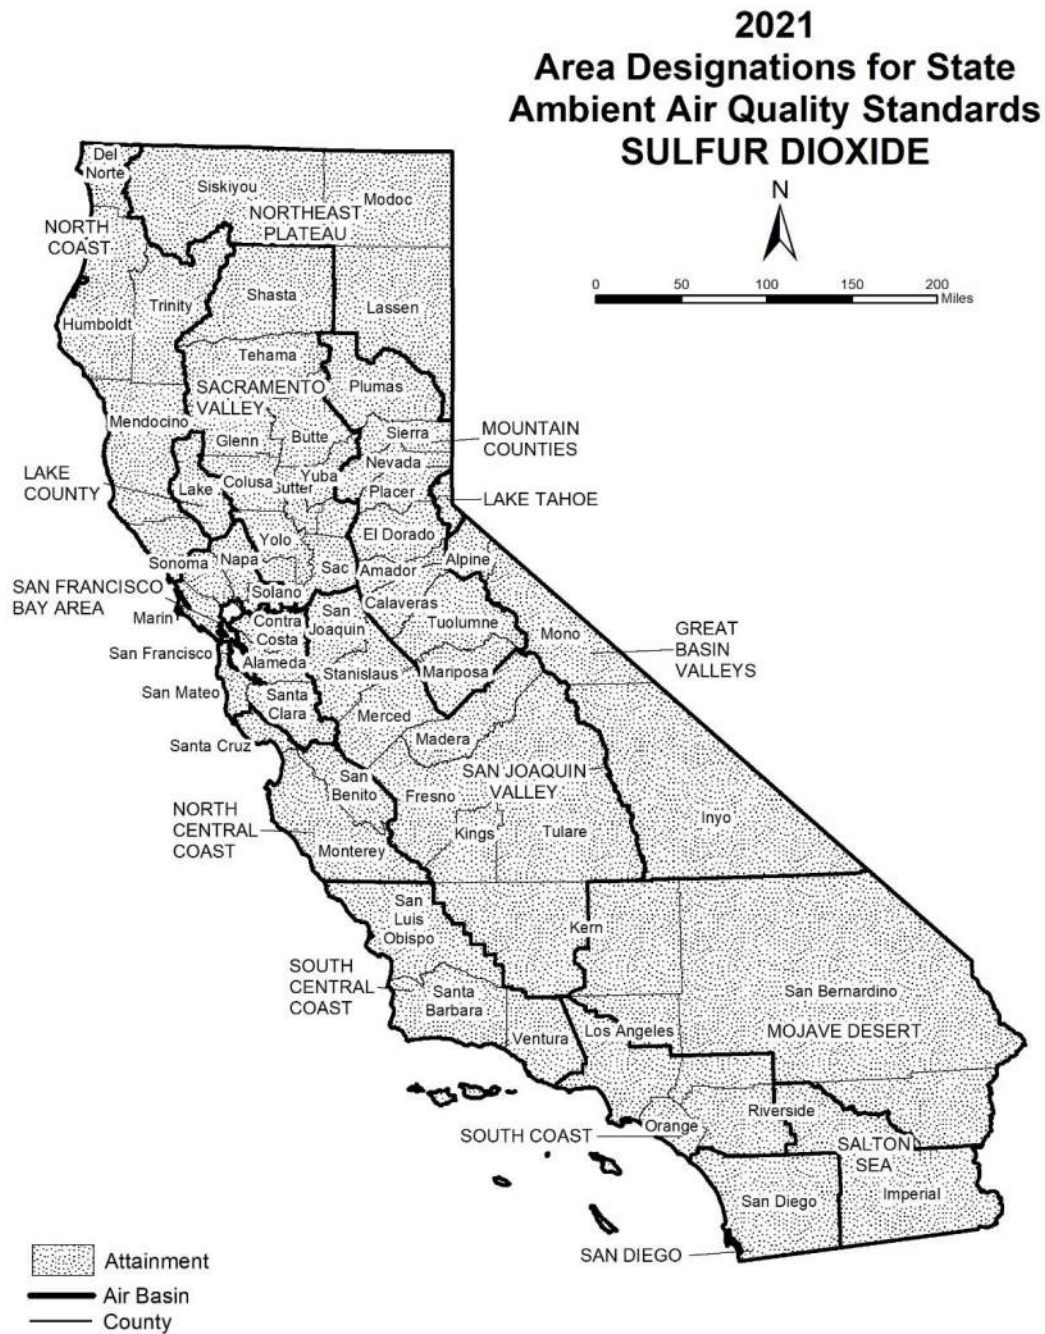 2021
Area Designations for State
Ambient Air Quality Standards
SULFUR DIOXIDE
N
0 50 100 150 200
Miles
Del
Norte
Siskiyou
Modoc
NORTHEAST
PLATEAU
NORTH
COAST
Shasta
Trinity
Lassen
Humboldt
Tehama
Plumas
SACRAMENTO
VALLEY
Mendocino
Glenn
Butte
Sierra
MOUNTAIN
COUNTIES
Nevada
LAKE
COUNTY
Lake
Colusa
Sutter
Yuba
Placer
LAKE TAHOE
El Dorado
Yolo
Sonoma
Napa
Sac
Amador
Alpine
SAN FRANCISCO
BAY AREA
Solano
Marin
Contra
Costa
San
Joaquin
Calaveras
Tuolumne
Mono
GREAT
BASIN
VALLEYS
San Francisco
Alameda
Stanislaus
Mariposa
San Mateo
Santa
Clara
Merced
Santa Cruz
Madera
San
Benito
Fresno
SAN JOAQUIN
VALLEY
NORTH
CENTRAL
COAST
Monterey
Kings
Tulare
Inyo
San
Luis
Obispo
Kern
SOUTH
CENTRAL
COAST
Santa
Barbara
San Bernardino
Ventura
Los Angeles
MOJAVE DESERT
Orange
Riverside
SOUTH COAST
SALTON
SEA
San Diego
Imperial
SAN DIEGO
Attainment
Air Basin
County